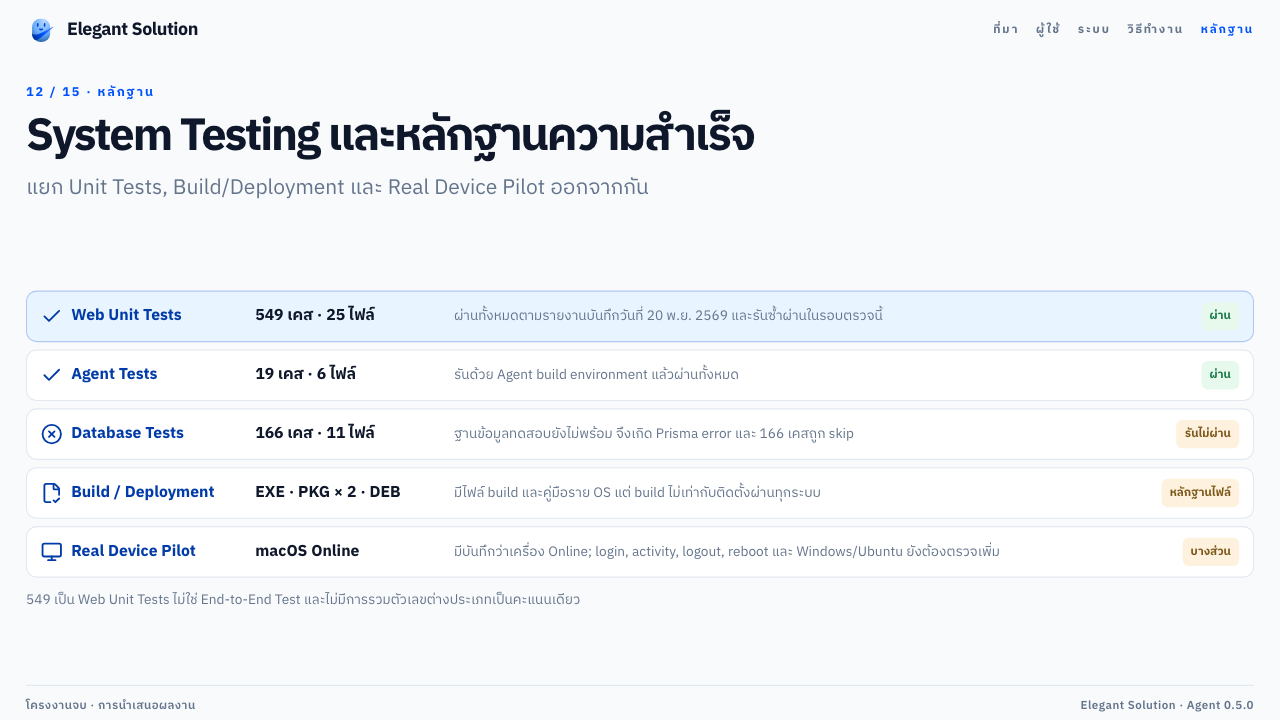 Elegant Solution
ที่มา ผู้ใช้ ระบบ วิธีทำงาน หลักฐาน
12 / 15 · หลักฐาน
System Testing และหลักฐานความสำเร็จ
แยก Unit Tests, Build/Deployment และ Real Device Pilot ออกจากกัน
Web Unit Tests 549 เคส · 25 ไฟล์ ผ่านทั้งหมดตามรายงานบันทึกวันที่ 20 พ.ย. 2569 และรันซ้ำผ่านในรอบตรวจนี้ ผ่าน
Agent Tests 19 เคส · 6 ไฟล์ รันด้วย Agent build environment แล้วผ่านทั้งหมด ผ่าน
Database Tests 166 เคส · 11 ไฟล์ ฐานข้อมูลทดสอบยังไม่พร้อม จึงเกิด Prisma error และ 166 เคสถูก skip รันไม่ผ่าน
Build / Deployment EXE · PKG × 2 · DEB มีไฟล์ build และคู่มือราย OS แต่ build ไม่เท่ากับติดตั้งผ่านทุกระบบ หลักฐานไฟล์
Real Device Pilot macOS Online มีบันทึกว่าเครื่อง Online; login, activity, logout, reboot และ Windows/Ubuntu ยังต้องตรวจเพิ่ม บางส่วน
549 เป็น Web Unit Tests ไม่ใช่ End-to-End Test และไม่มีการรวมตัวเลขต่างประเภทเป็นคะแนนเดียว
โครงงานจบ · การนำเสนอผลงาน Elegant Solution · Agent 0.5.0